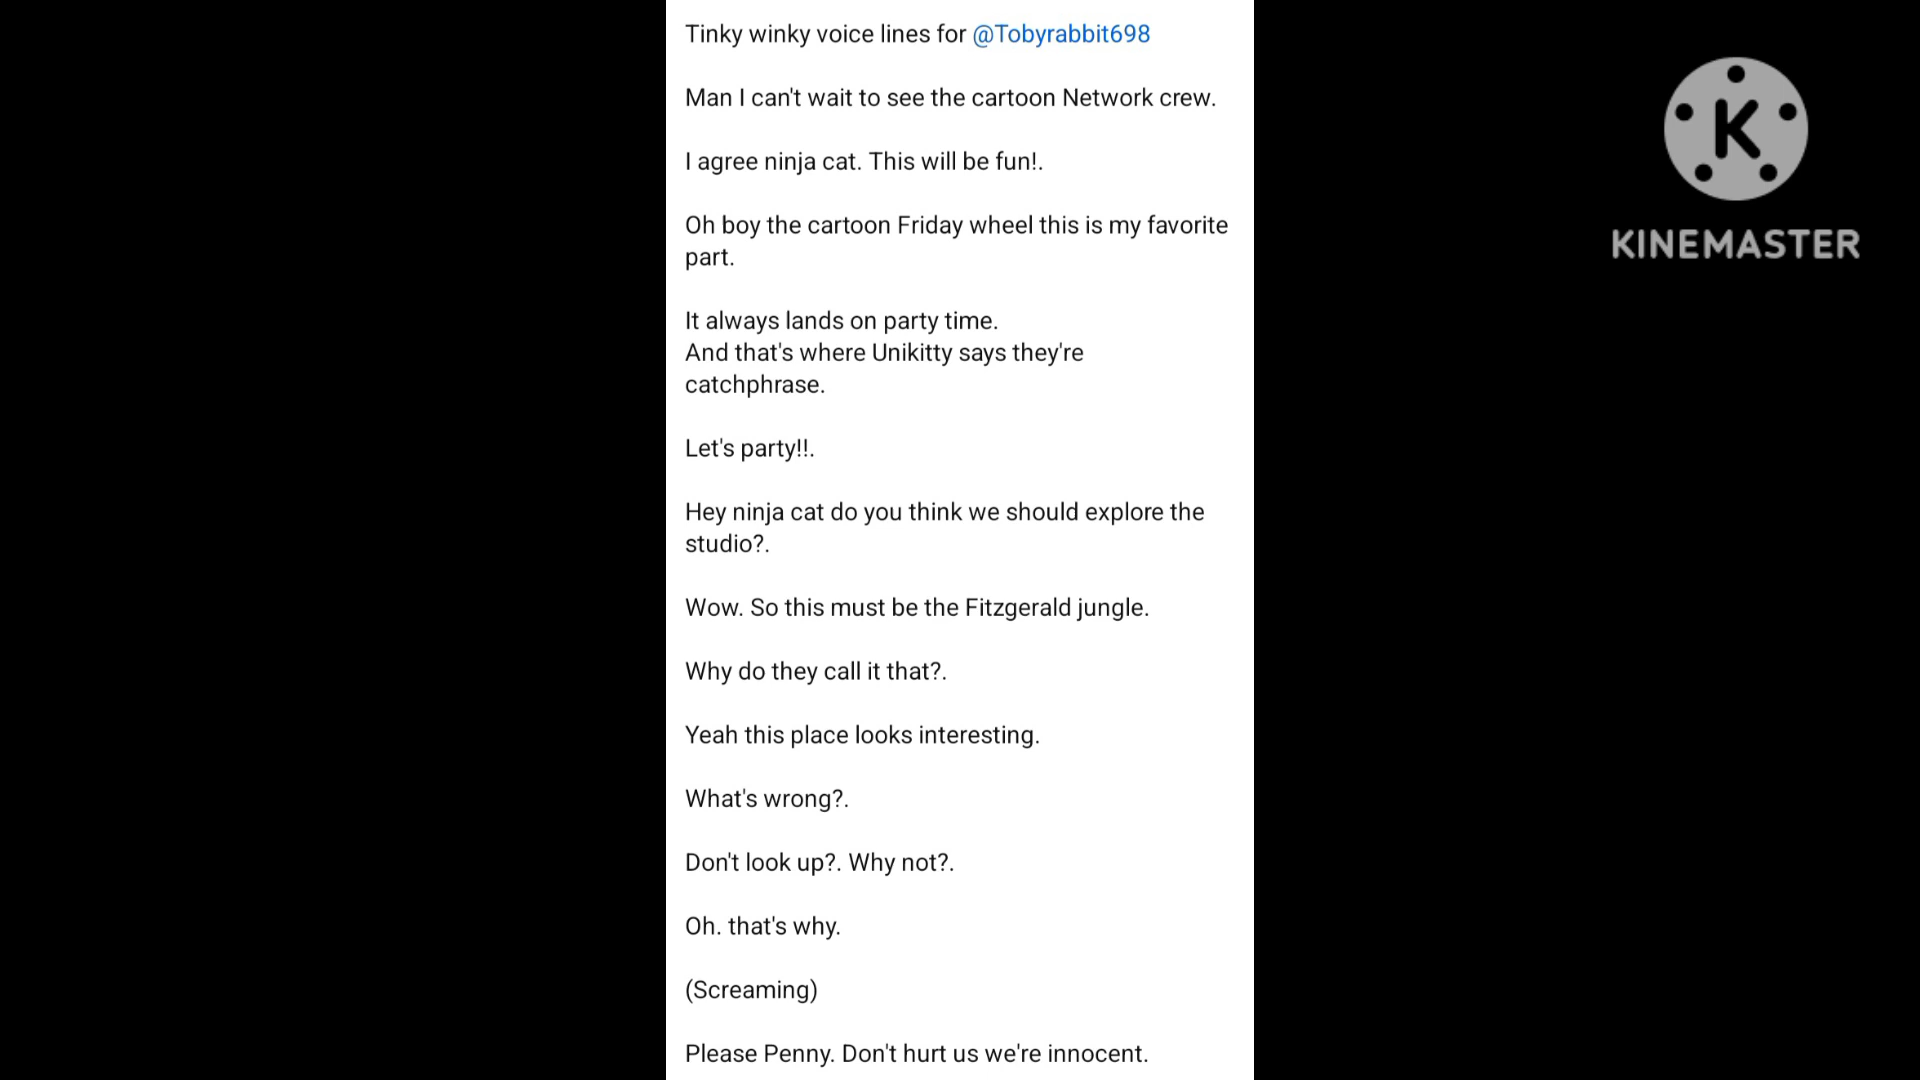 Tinky winky voice lines for @Tobyrabbit698
Man I can't wait to see the cartoon Network crew.
I agree ninja cat. This will be fun!.
Oh boy the cartoon Friday wheel this is my favorite
part.
It always lands on party time.
And that's where Unikitty says they're
catchphrase.
Let's party!!.
Hey ninja cat do you think we should explore the
studio?.
Wow. So this must be the Fitzgerald jungle.
Why do they call it that?.
Yeah this place looks interesting.
What's wrong?.
Don't look up?. Why not?.
Oh. that's why.
(Screaming)
Please Penny. Don't hurt us we're innocent.
K
KINEMASTER